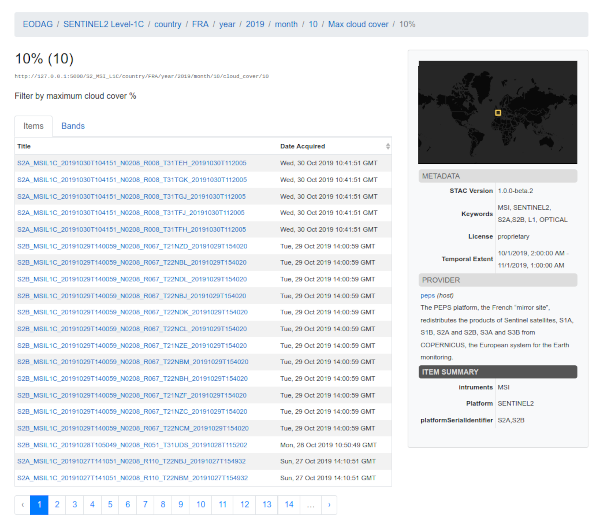 EODAG / SENTINEL2 Level-1C / country / FRA / year / 2019 / month / 10 / Max cloud cover / 10%
10% (10)
http://127.0.0.1:5000/S2_MSI_L1C/country/FRA/year/2019/month/10/cloud_cover/10
Filter by maximum cloud cover %
Items Bands
Title Date Acquired
S2A_MSIL1C_20191030T104151_N0208_R008_T31TEH_20191030T112005 Wed, 30 Oct 2019 10:41:51 GMT
S2A_MSIL1C_20191030T104151_N0208_R008_T31TGK_20191030T112005 Wed, 30 Oct 2019 10:41:51 GMT
S2A_MSIL1C_20191030T104151_N0208_R008_T31TGJ_20191030T112005 Wed, 30 Oct 2019 10:41:51 GMT
S2A_MSIL1C_20191030T104151_N0208_R008_T31TFJ_20191030T112005 Wed, 30 Oct 2019 10:41:51 GMT
S2A_MSIL1C_20191030T104151_N0208_R008_T31TFH_20191030T112005 Wed, 30 Oct 2019 10:41:51 GMT
S2B_MSIL1C_20191029T140059_N0208_R067_T21NZD_20191029T154020 Tue, 29 Oct 2019 14:00:59 GMT
S2B_MSIL1C_20191029T140059_N0208_R067_T22NBL_20191029T154020 Tue, 29 Oct 2019 14:00:59 GMT
S2B_MSIL1C_20191029T140059_N0208_R067_T22NDL_20191029T154020 Tue, 29 Oct 2019 14:00:59 GMT
S2B_MSIL1C_20191029T140059_N0208_R067_T22NBJ_20191029T154020 Tue, 29 Oct 2019 14:00:59 GMT
S2B_MSIL1C_20191029T140059_N0208_R067_T22NDK_20191029T154020 Tue, 29 Oct 2019 14:00:59 GMT
S2B_MSIL1C_20191029T140059_N0208_R067_T22NCL_20191029T154020 Tue, 29 Oct 2019 14:00:59 GMT
S2B_MSIL1C_20191029T140059_N0208_R067_T21NZE_20191029T154020 Tue, 29 Oct 2019 14:00:59 GMT
S2B_MSIL1C_20191029T140059_N0208_R067_T22NBM_20191029T154020 Tue, 29 Oct 2019 14:00:59 GMT
S2B_MSIL1C_20191029T140059_N0208_R067_T22NBH_20191029T154020 Tue, 29 Oct 2019 14:00:59 GMT
S2B_MSIL1C_20191029T140059_N0208_R067_T21NZF_20191029T154020 Tue, 29 Oct 2019 14:00:59 GMT
S2B_MSIL1C_20191029T140059_N0208_R067_T21NZC_20191029T154020 Tue, 29 Oct 2019 14:00:59 GMT
S2B_MSIL1C_20191029T140059_N0208_R067_T22NCM_20191029T154020 Tue, 29 Oct 2019 14:00:59 GMT
S2B_MSIL1C_20191028T105049_N0208_R051_T31UDS_20191028T115202 Mon, 28 Oct 2019 10:50:49 GMT
S2A_MSIL1C_20191027T141051_N0208_R110_T22NBJ_20191027T154932 Sun, 27 Oct 2019 14:10:51 GMT
S2A_MSIL1C_20191027T141051_N0208_R110_T22NBM_20191027T154932 Sun, 27 Oct 2019 14:10:51 GMT
‹ 1 2 3 4 5 6 7 8 9 10 11 12 13 14 ... ›
METADATA
STAC Version 1.0.0-beta.2
Keywords MSI, SENTINEL2,
S2A,S2B, L1, OPTICAL
License proprietary
Temporal Extent 10/1/2019, 2:00:00 AM -
11/1/2019, 1:00:00 AM
PROVIDER
peps (host)
The PEPS platform, the French "mirror site",
redistributes the products of Sentinel satellites, S1A,
S1B, S2A and S2B, S3A and S3B from
COPERNICUS, the European system for the Earth
monitoring.
ITEM SUMMARY
intruments MSI
Platform SENTINEL2
platformSerialIdentifier S2A,S2B